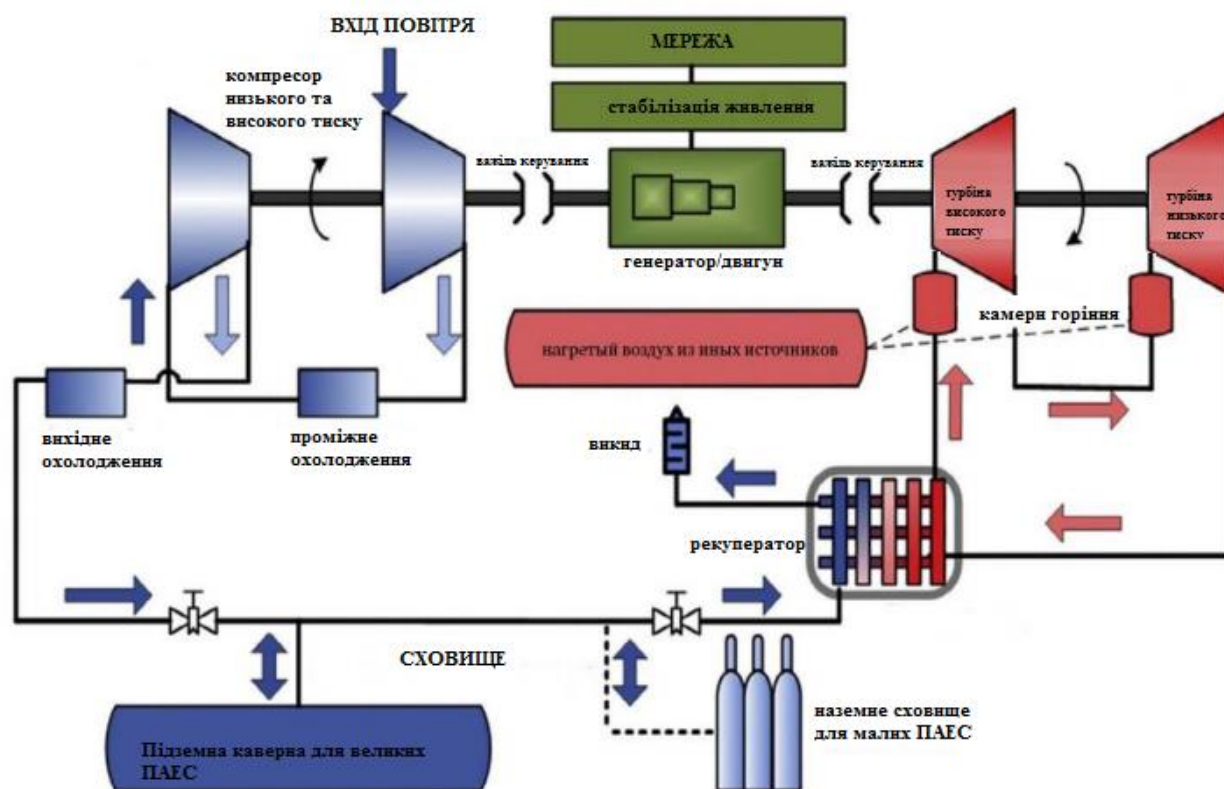 ВХІД ПОВІТРЯ
МЕРЕЖА
компресор
низького та
високого тиску
стабілізація живлення
важіль керування
важіль керування
турбіна
високого
тиску
турбіна
низького
тиску
генератор/двигун
камери горіння
нагретый воздух из иных источников
вихідне
охолодження
проміжне
охолодження
викид
рекуператор
СХОВИЩЕ
наземне сховище
для малих ПАЕС
Підземна каверна для великих
ПАЕС